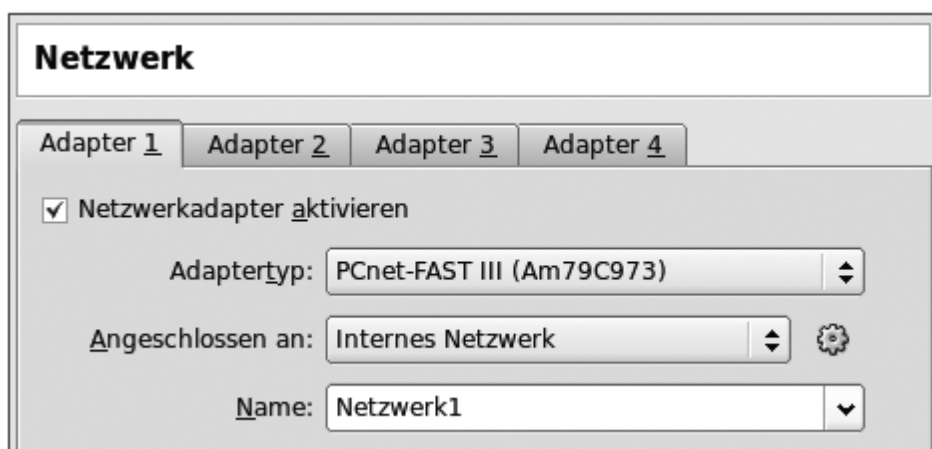 Netzwerk
Adapter 1 Adapter 2 Adapter 3 Adapter 4
Netzwerkadapter aktivieren
Adaptertyp: PCnet-FAST III (Am79C973)
Angeschlossen an: Internes Netzwerk
Name: Netzwerk1